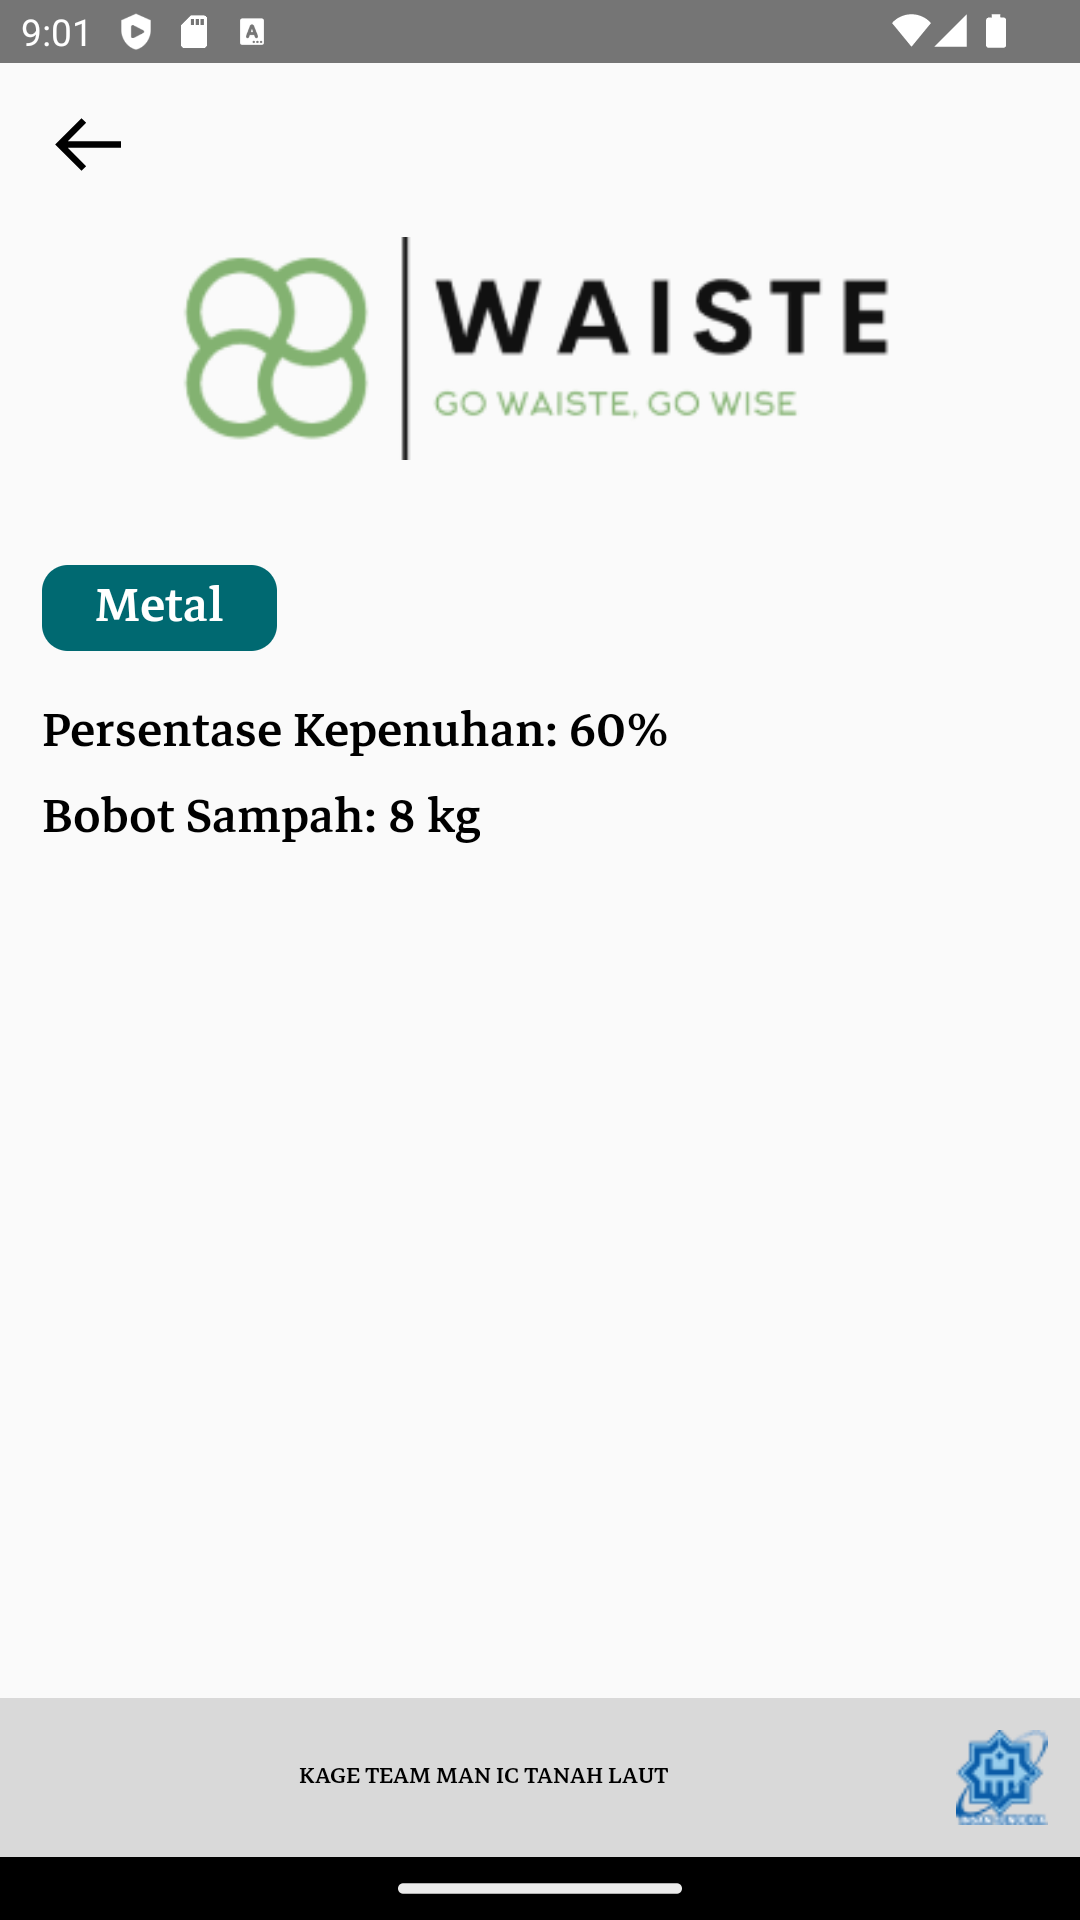 9:01
WAISTE
GO WAISTE, GO WISE
Metal
Persentase Kepenuhan: 60%
Bobot Sampah: 8 kg
KAGE TEAM MAN IC TANAH LAUT